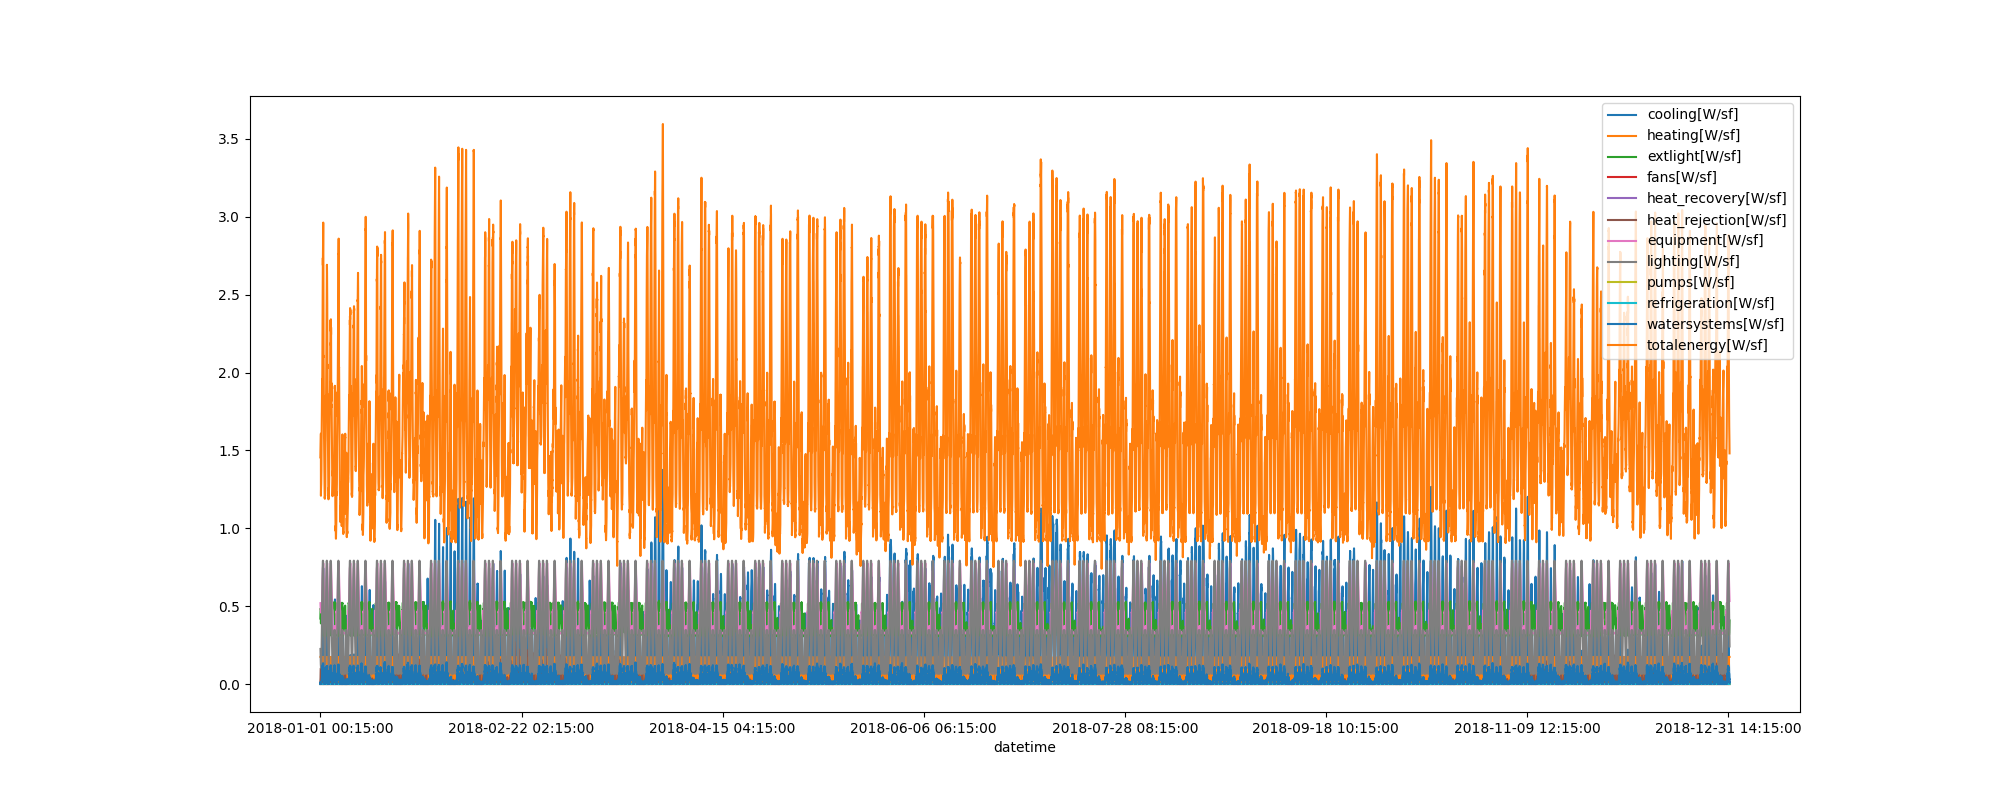 3.5
3.0
2.5
2.0
1.5
1.0
0.5
0.0
cooling[W/sf]
heating[W/sf]
extlight[W/sf]
fans[W/sf]
heat_recovery[W/sf]
heat_rejection[W/sf]
equipment[W/sf]
lighting[W/sf]
pumps[W/sf]
refrigeration[W/sf]
watersystems[W/sf]
totalenergy[W/sf]
2018-01-01 00:15:00 2018-02-22 02:15:00 2018-04-15 04:15:00 2018-06-06 06:15:00 2018-07-28 08:15:00 2018-09-18 10:15:00 2018-11-09 12:15:00 2018-12-31 14:15:00
datetime